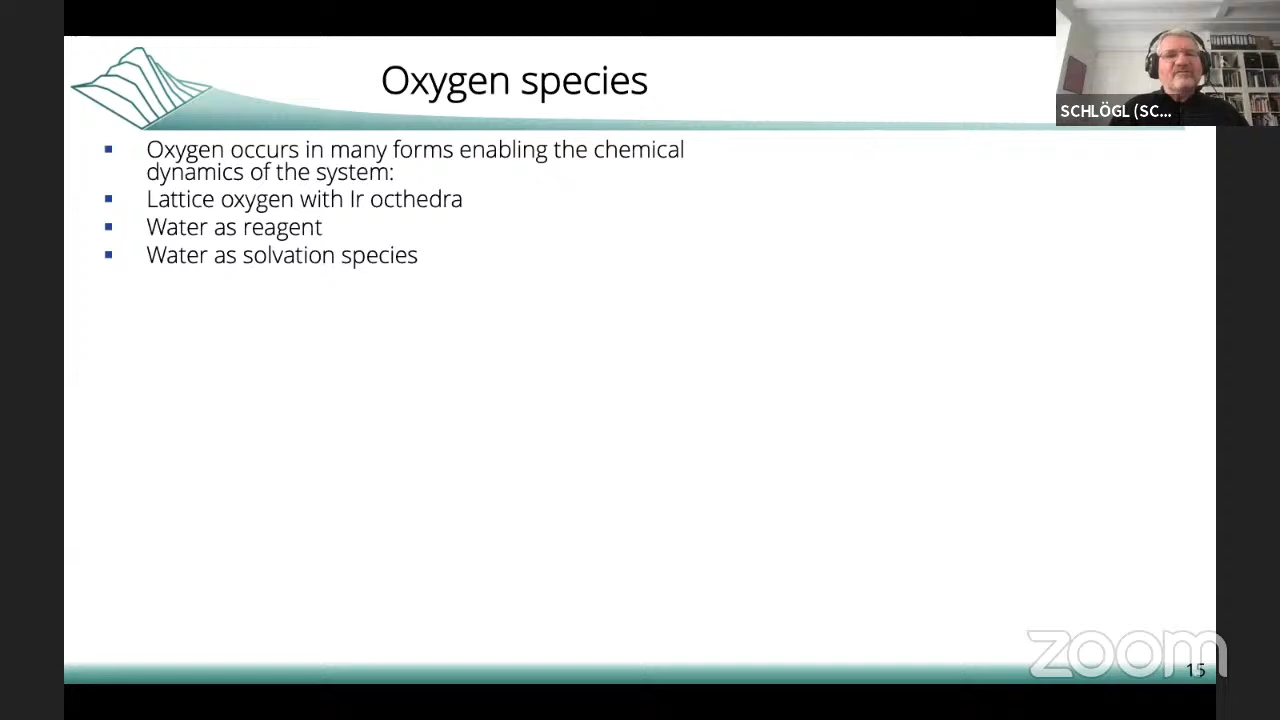 Oxygen species
SCHLÖGL (SC...
Oxygen occurs in many forms enabling the chemical
dynamics of the system:
Lattice oxygen with Ir octhedra
Water as reagent
Water as solvation species
zoom
15